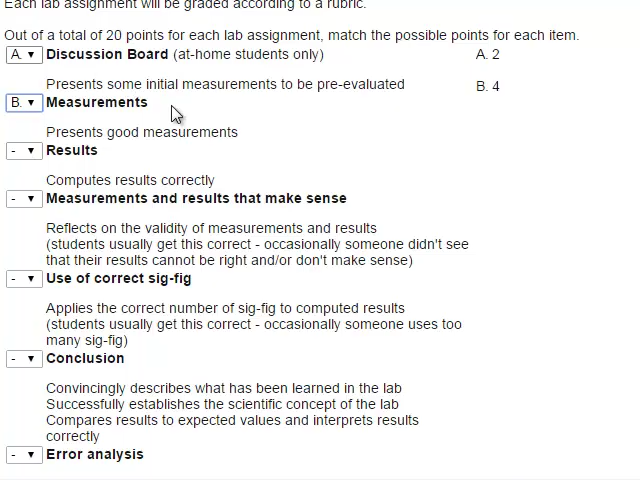 Each lab assignment will be graded according to a rubric.
Out of a total of 20 points for each lab assignment, match the possible points for each item.
A. Discussion Board (at-home students only) A. 2
Presents some initial measurements to be pre-evaluated B. 4
B. Measurements
Presents good measurements
- Results
Computes results correctly
- Measurements and results that make sense
Reflects on the validity of measurements and results
(students usually get this correct - occasionally someone didn't see
that their results cannot be right and/or don't make sense)
- Use of correct sig-fig
Applies the correct number of sig-fig to computed results
(students usually get this correct - occasionally someone uses too
many sig-fig)
- Conclusion
Convincingly describes what has been learned in the lab
Successfully establishes the scientific concept of the lab
Compares results to expected values and interprets results
correctly
- Error analysis